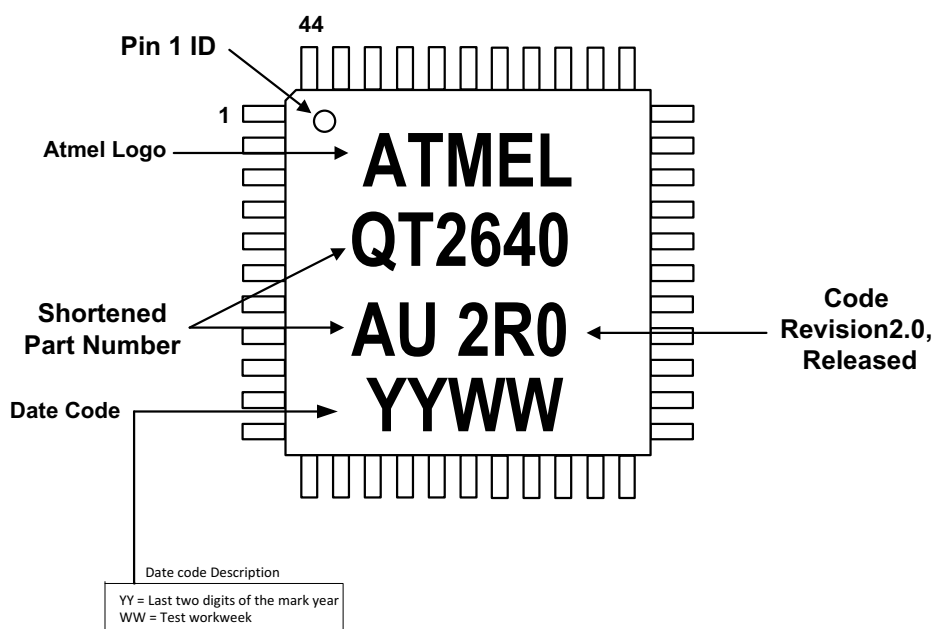 44
Pin 1 ID
1
Atmel Logo
ATMEL
QT2640
Shortened
Part Number
AU 2R0
Code
Revision2.0,
Released
Date Code
YYWW
Date code Description
YY = Last two digits of the mark year
WW = Test workweek